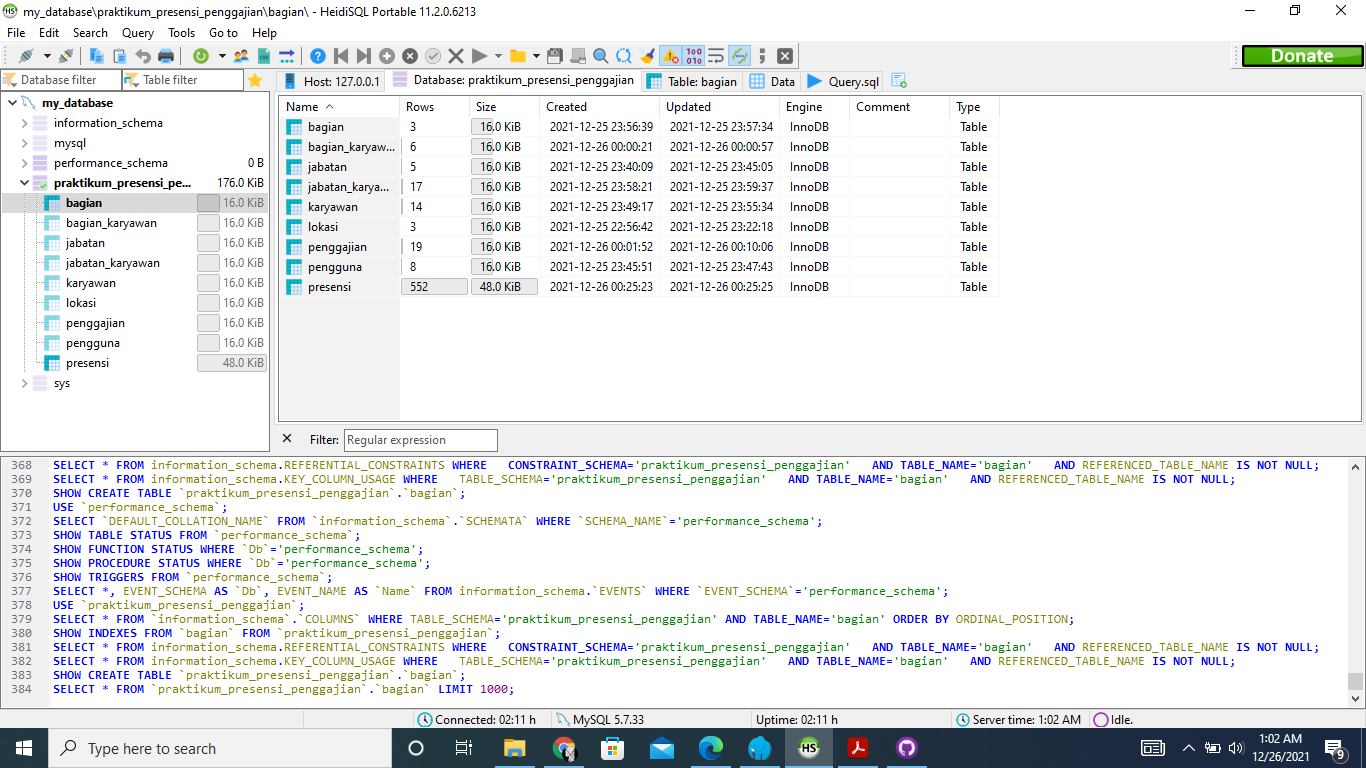 my_database\praktikum_presensi_penggajian\bagian\ - HeidiSQL Portable 11.2.0.6213
File Edit Search Query Tools Go to Help
Donate
Database filter Table filter
Host: 127.0.0.1 Database: praktikum_presensi_penggajian Table: bagian Data Query.sql
my_database
information_schema
mysql
performance_schema 0 B
praktikum_presensi_pe... 176.0 KiB
bagian 16.0 KiB
bagian_karyawan 16.0 KiB
jabatan 16.0 KiB
jabatan_karyawan 16.0 KiB
karyawan 16.0 KiB
lokasi 16.0 KiB
penggajian 16.0 KiB
pengguna 16.0 KiB
presensi 48.0 KiB
sys
Name Rows Size Created Updated Engine Comment Type
bagian 3 16.0 KiB 2021-12-25 23:56:39 2021-12-25 23:57:34 InnoDB Table
bagian_karyaw... 6 16.0 KiB 2021-12-26 00:00:21 2021-12-26 00:00:57 InnoDB Table
jabatan 5 16.0 KiB 2021-12-25 23:40:09 2021-12-25 23:45:05 InnoDB Table
jabatan_karya... 17 16.0 KiB 2021-12-25 23:58:21 2021-12-25 23:59:37 InnoDB Table
karyawan 14 16.0 KiB 2021-12-25 23:49:17 2021-12-25 23:55:34 InnoDB Table
lokasi 3 16.0 KiB 2021-12-25 22:56:42 2021-12-25 23:22:18 InnoDB Table
penggajian 19 16.0 KiB 2021-12-26 00:01:52 2021-12-26 00:10:06 InnoDB Table
pengguna 8 16.0 KiB 2021-12-25 23:45:51 2021-12-25 23:47:43 InnoDB Table
presensi 552 48.0 KiB 2021-12-26 00:25:23 2021-12-26 00:25:25 InnoDB Table
Filter: Regular expression
368 SELECT * FROM information_schema.REFERENTIAL_CONSTRAINTS WHERE CONSTRAINT_SCHEMA='praktikum_presensi_penggajian' AND TABLE_NAME='bagian' AND REFERENCED_TABLE_NAME IS NOT NULL;
369 SELECT * FROM information_schema.KEY_COLUMN_USAGE WHERE TABLE_SCHEMA='praktikum_presensi_penggajian' AND TABLE_NAME='bagian' AND REFERENCED_TABLE_NAME IS NOT NULL;
370 SHOW CREATE TABLE `praktikum_presensi_penggajian`.`bagian`;
371 USE `performance_schema`;
372 SELECT `DEFAULT_COLLATION_NAME` FROM `information_schema`.`SCHEMATA` WHERE `SCHEMA_NAME`='performance_schema';
373 SHOW TABLE STATUS FROM `performance_schema`;
374 SHOW FUNCTION STATUS WHERE `Db`='performance_schema';
375 SHOW PROCEDURE STATUS WHERE `Db`='performance_schema';
376 SHOW TRIGGERS FROM `performance_schema`;
377 SELECT *, EVENT_SCHEMA AS `Db`, EVENT_NAME AS `Name` FROM information_schema.`EVENTS` WHERE `EVENT_SCHEMA`='performance_schema';
378 USE `praktikum_presensi_penggajian`;
379 SELECT * FROM `information_schema`.`COLUMNS` WHERE TABLE_SCHEMA='praktikum_presensi_penggajian' AND TABLE_NAME='bagian' ORDER BY ORDINAL_POSITION;
380 SHOW INDEXES FROM `bagian` FROM `praktikum_presensi_penggajian`;
381 SELECT * FROM information_schema.REFERENTIAL_CONSTRAINTS WHERE CONSTRAINT_SCHEMA='praktikum_presensi_penggajian' AND TABLE_NAME='bagian' AND REFERENCED_TABLE_NAME IS NOT NULL;
382 SELECT * FROM information_schema.KEY_COLUMN_USAGE WHERE TABLE_SCHEMA='praktikum_presensi_penggajian' AND TABLE_NAME='bagian' AND REFERENCED_TABLE_NAME IS NOT NULL;
383 SHOW CREATE TABLE `praktikum_presensi_penggajian`.`bagian`;
384 SELECT * FROM `praktikum_presensi_penggajian`.`bagian` LIMIT 1000;
Connected: 02:11 h MySQL 5.7.33 Uptime: 02:11 h Server time: 1:02 AM Idle.
Type here to search HS 1:02 AM
12/26/2021 9